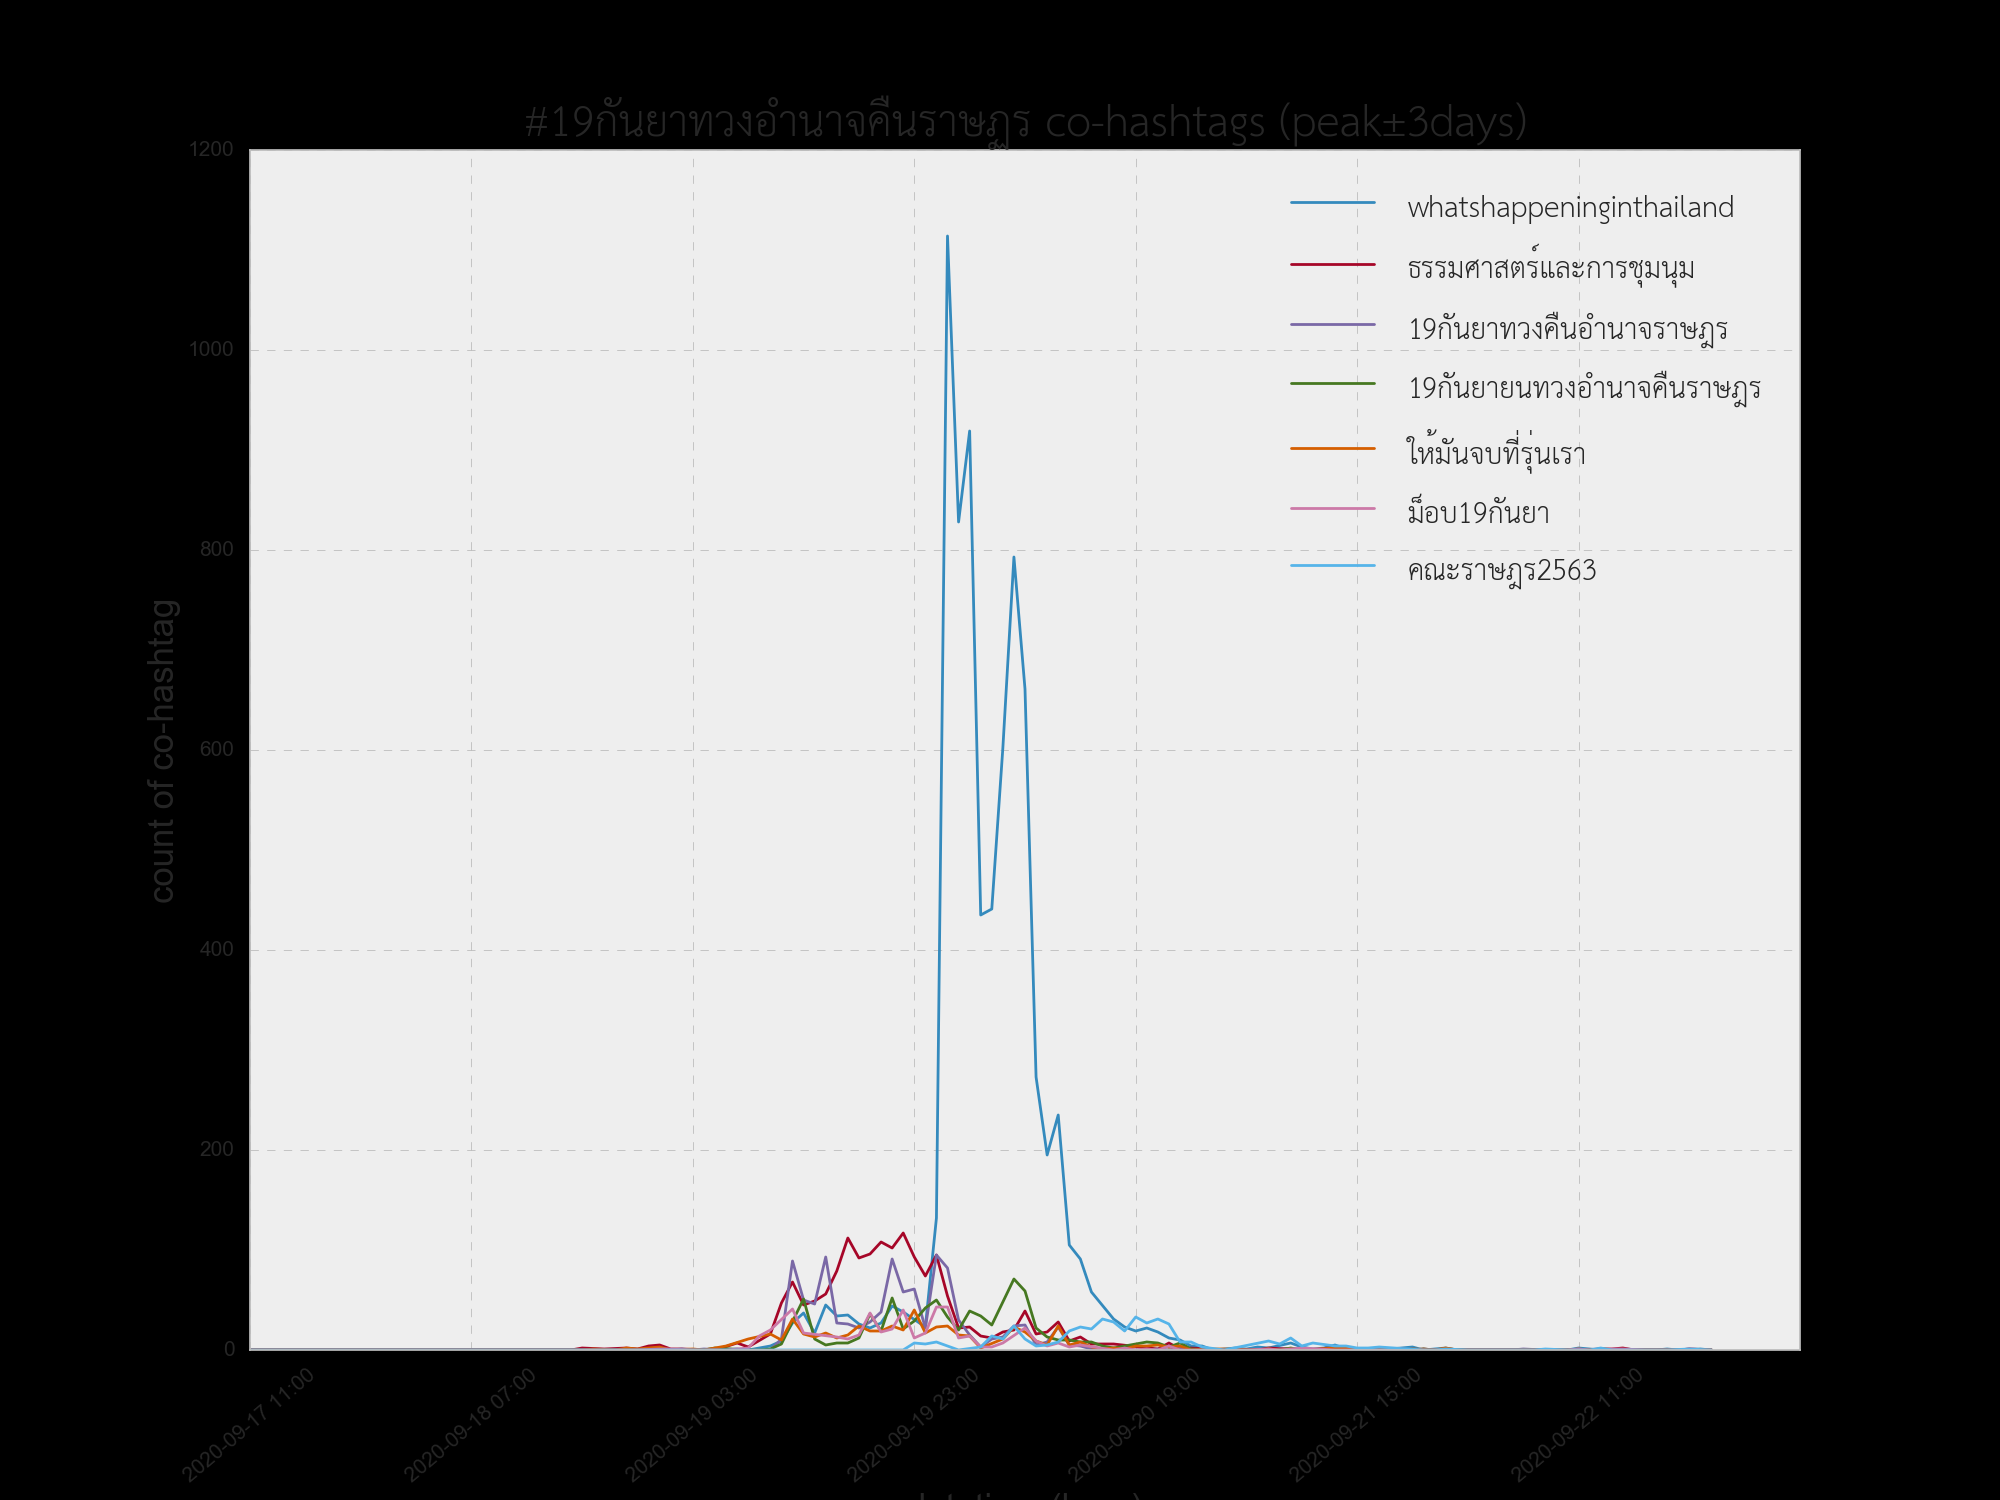 #19กันยาทวงอำนาจคืนราษฎร co-hashtags (peak±3days)
1200
1000
800
600
400
200
0
count of co-hashtag
whatshappeninginthailand
ธรรมศาสตร์และการชุมนุม
19กันยาทวงคืนอำนาจราษฎร
19กันยายนทวงอำนาจคืนราษฎร
ให้มันจบที่รุ่นเรา
ม็อบ19กันยา
คณะราษฎร2563
2020-09-17 11:00
2020-09-18 07:00
2020-09-19 03:00
2020-09-19 23:00
2020-09-20 19:00
2020-09-21 15:00
2020-09-22 11:00